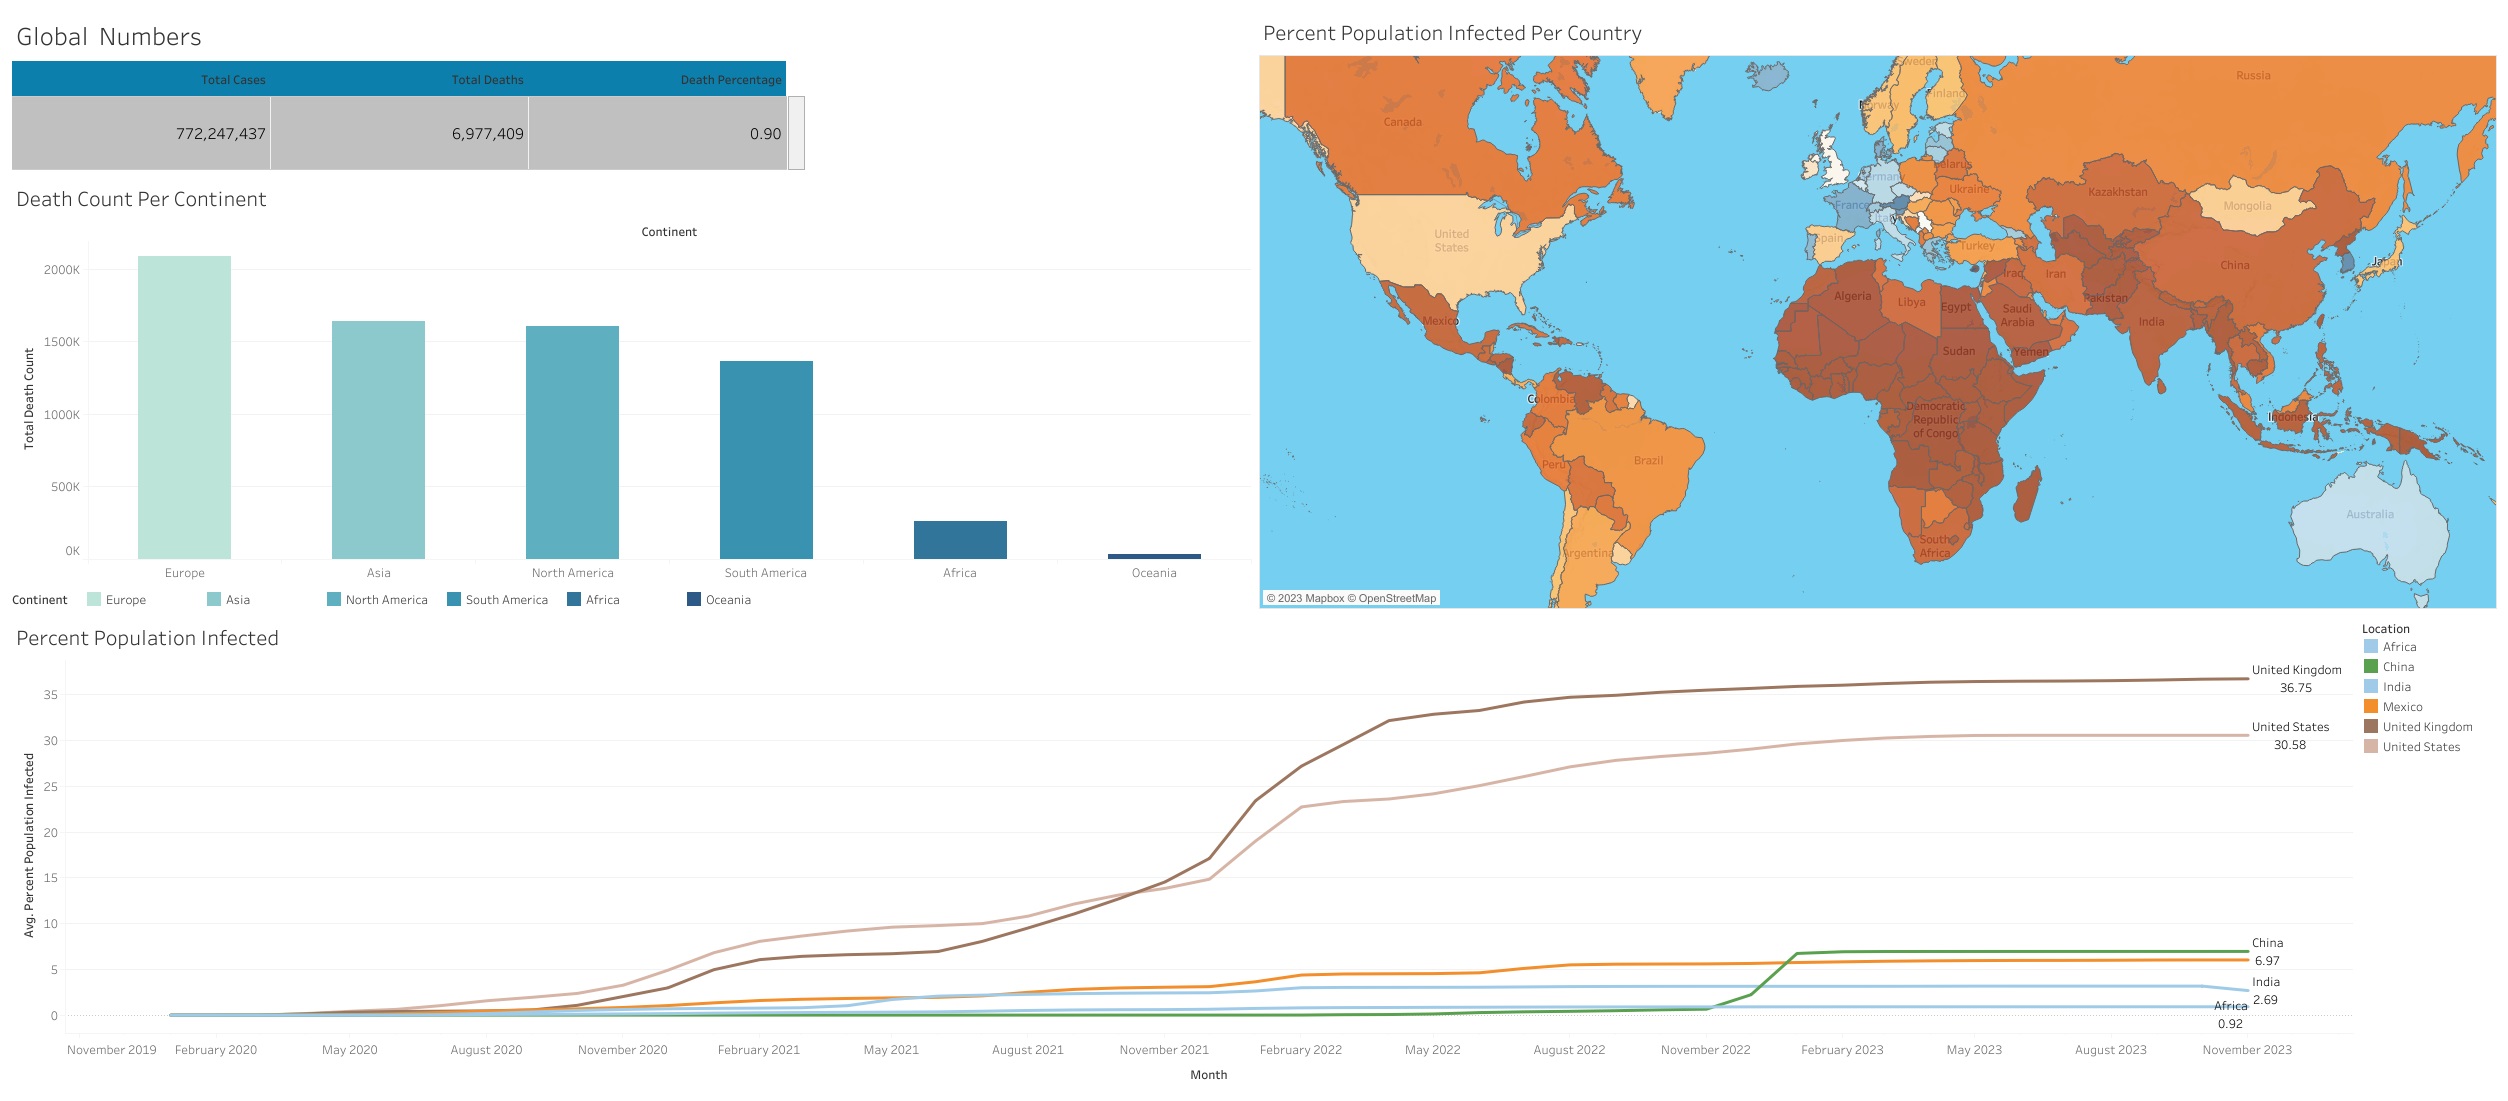 Global Numbers
Total Cases Total Deaths Death Percentage
772,247,437 6,977,409 0.90
Death Count Per Continent
Continent
Total Death Count
2000K
1500K
1000K
500K
0K
Europe Asia North America South America Africa Oceania
Continent Europe Asia North America South America Africa Oceania
Percent Population Infected Per Country
Sweden
Russia
Norway
Finland
Canada
Belarus
Germany
Ukraine
Kazakhstan
France
Mongolia
Italy
United
States
Spain
Turkey
China
Japan
Iraq
Iran
Algeria
Libya
Egypt
Pakistan
Saudi
Arabia
India
Mexico
Sudan
Yemen
Colombia
Democratic
Republic
of Congo
Indonesia
Peru
Brazil
Australia
South
Africa
Argentina
© 2023 Mapbox © OpenStreetMap
Percent Population Infected
Avg. Percent Population Infected
35
30
25
20
15
10
5
0
United Kingdom
36.75
United States
30.58
China
6.97
India
2.69
Africa
0.92
November 2019 February 2020 May 2020 August 2020 November 2020 February 2021 May 2021 August 2021 November 2021 February 2022 May 2022 August 2022 November 2022 February 2023 May 2023 August 2023 November 2023
Month
Location
Africa
China
India
Mexico
United Kingdom
United States